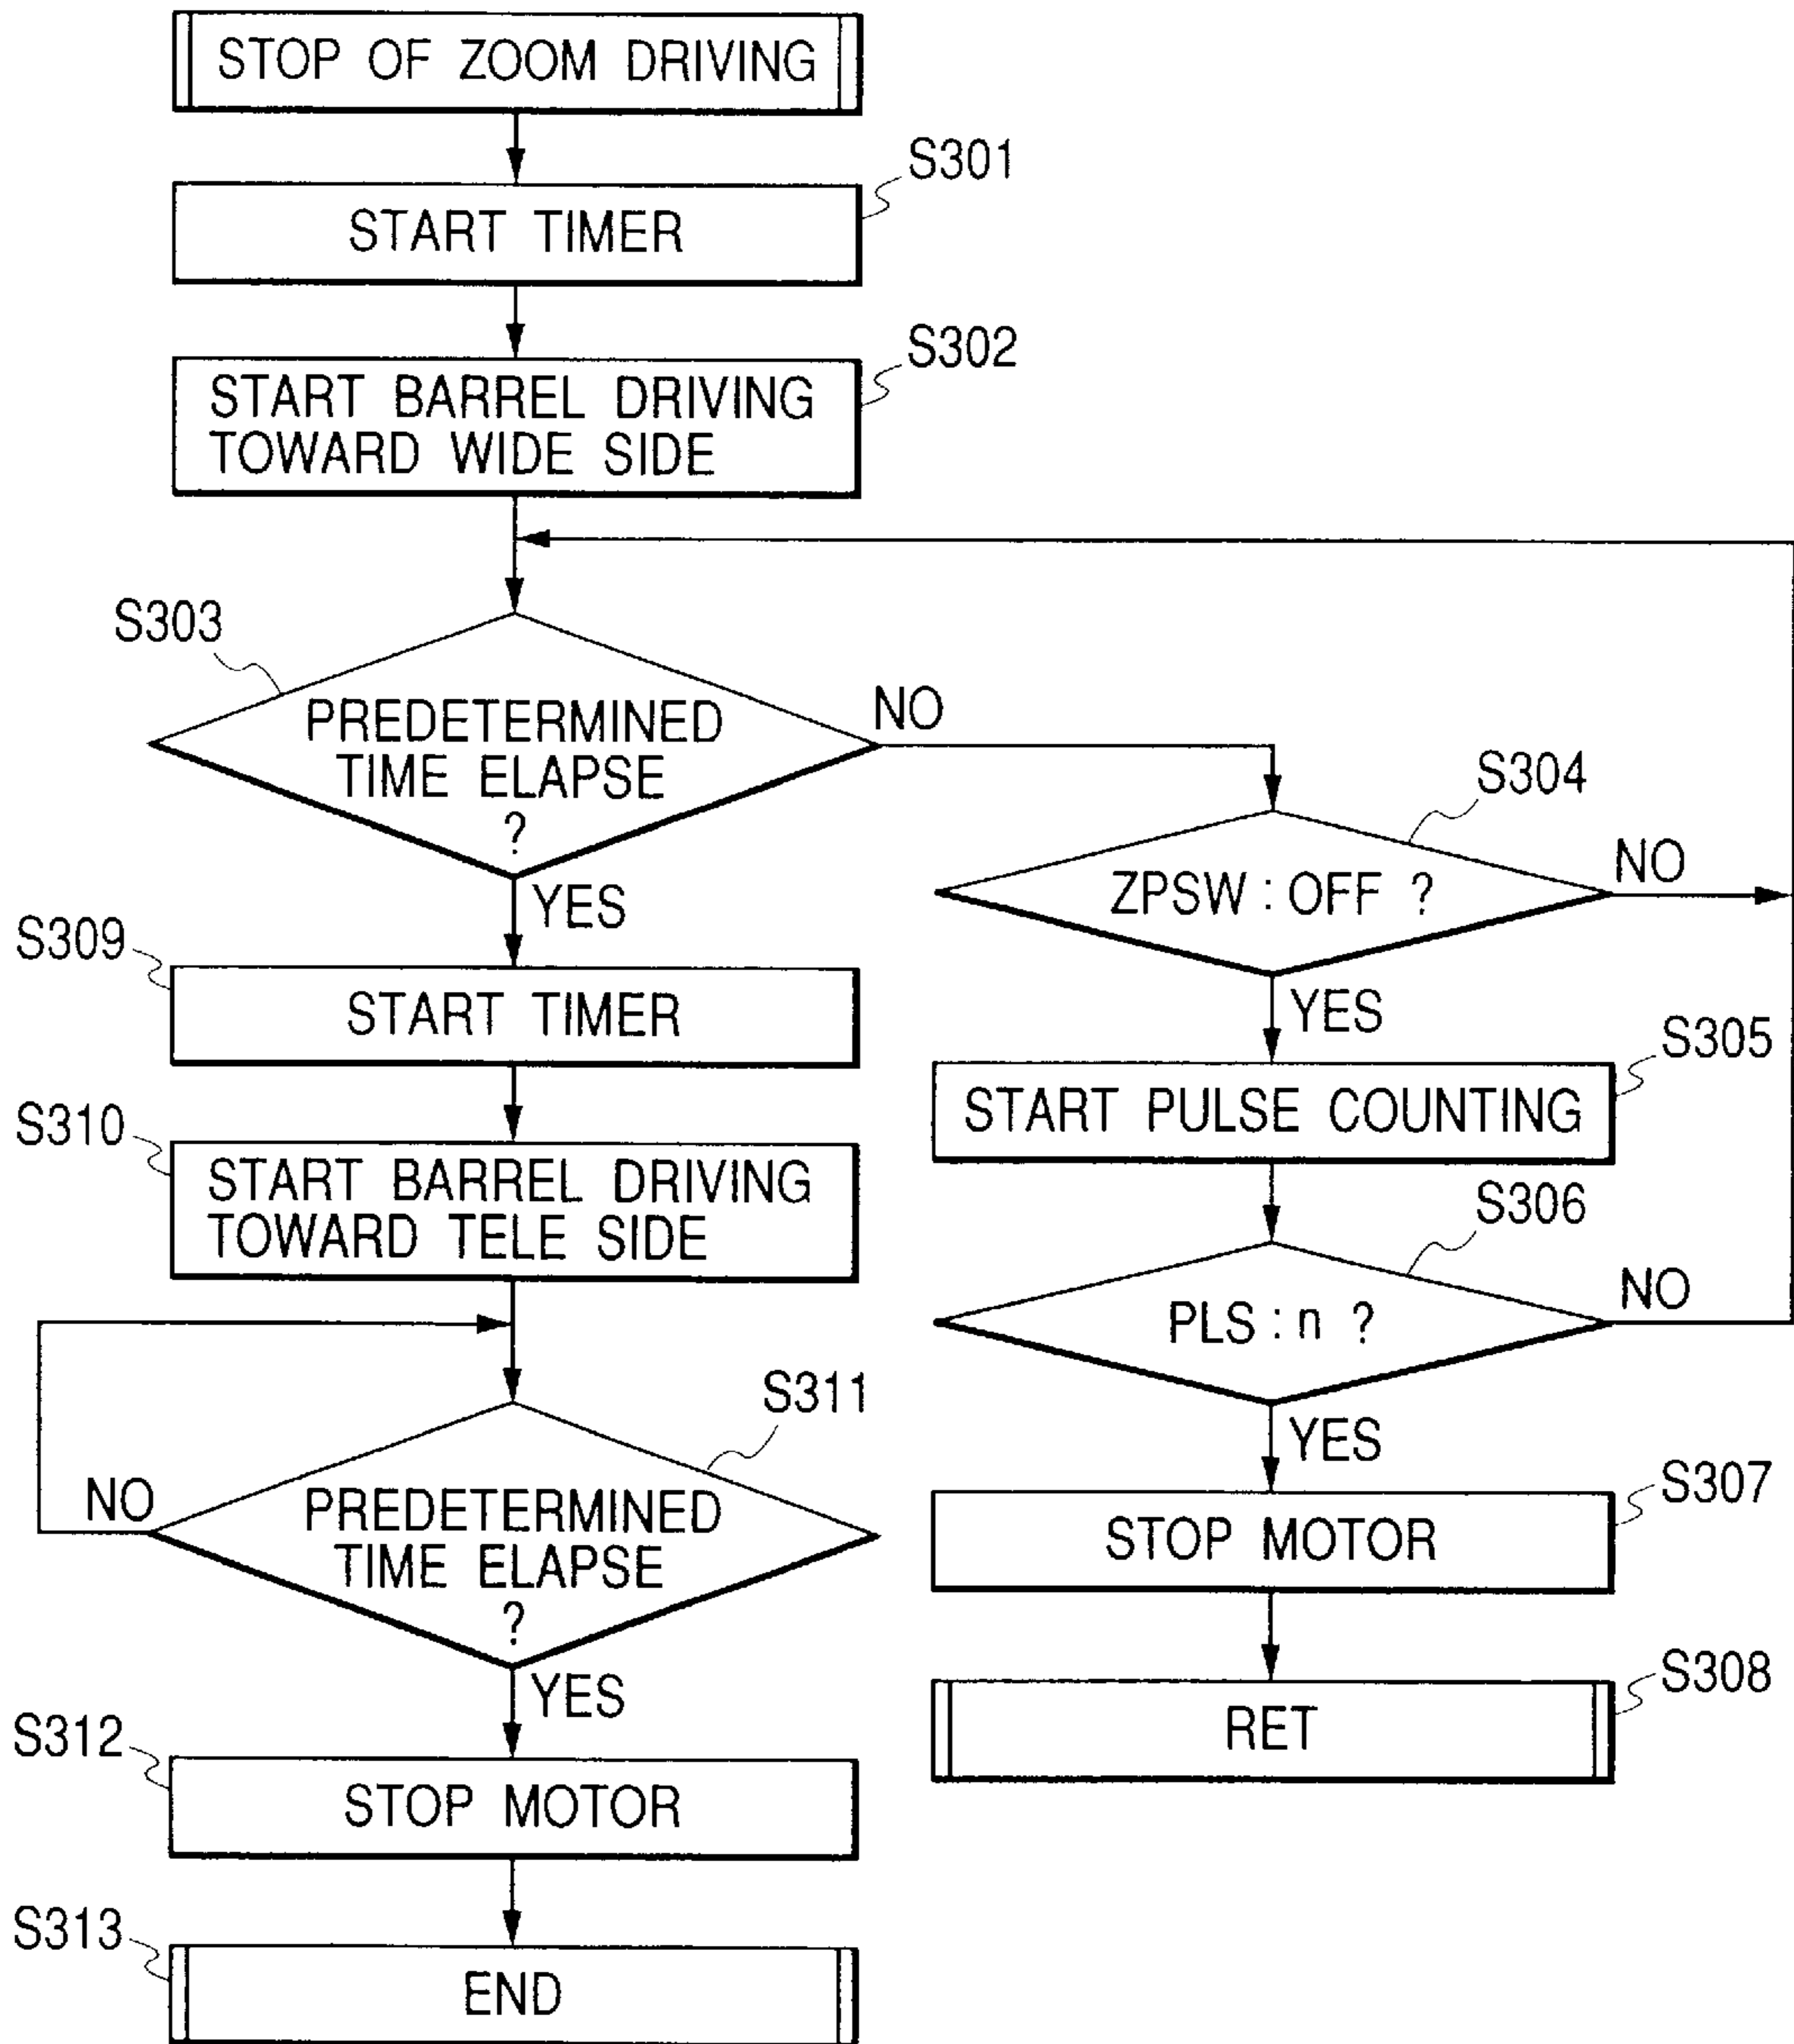 STOP OF ZOOM DRIVING
S301
START TIMER
S302
START BARREL DRIVING
TOWARD WIDE SIDE
S303
PREDETERMINED
TIME ELAPSE
?
NO
YES
S304
ZPSW : OFF ?
NO
YES
S305
START PULSE COUNTING
S306
PLS : n ?
NO
YES
S307
STOP MOTOR
S308
RET
S309
START TIMER
S310
START BARREL DRIVING
TOWARD TELE SIDE
S311
PREDETERMINED
TIME ELAPSE
?
NO
YES
S312
STOP MOTOR
S313
END